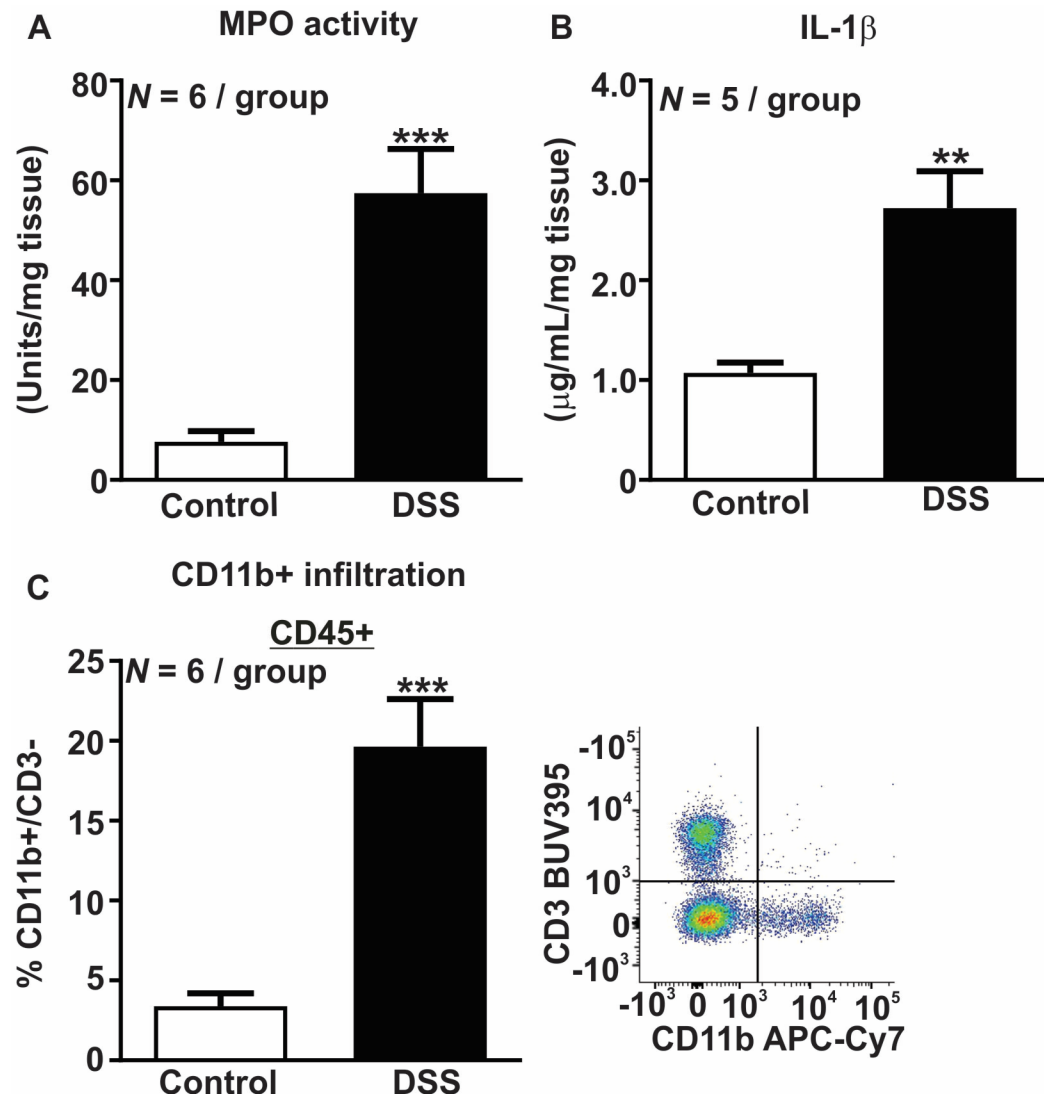 A
MPO activity
N = 6 / group
***
(Units/mg tissue)
80
60
40
20
0
Control
DSS
B
IL-1β
N = 5 / group
**
(μg/mL/mg tissue)
4.0
3.0
2.0
1.0
0
Control
DSS
C
CD11b+ infiltration
CD45+
N = 6 / group
***
% CD11b+/CD3-
25
20
15
10
5
0
Control
DSS
CD3 BUV395
-10⁵
10⁴
10³
0
-10³
-10³ 0 10³ 10⁴ 10⁵
CD11b APC-Cy7